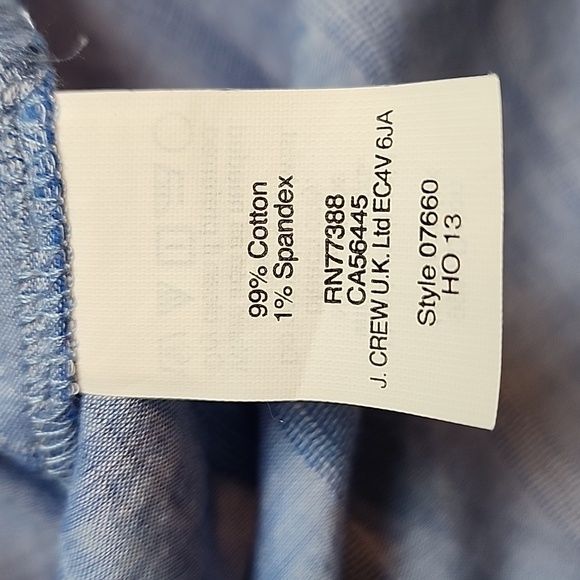 99% Cotton
1% Spandex
RN77388
CA56445
J. CREW U.K. Ltd EC4V 6JA
Style 07660
HO 13